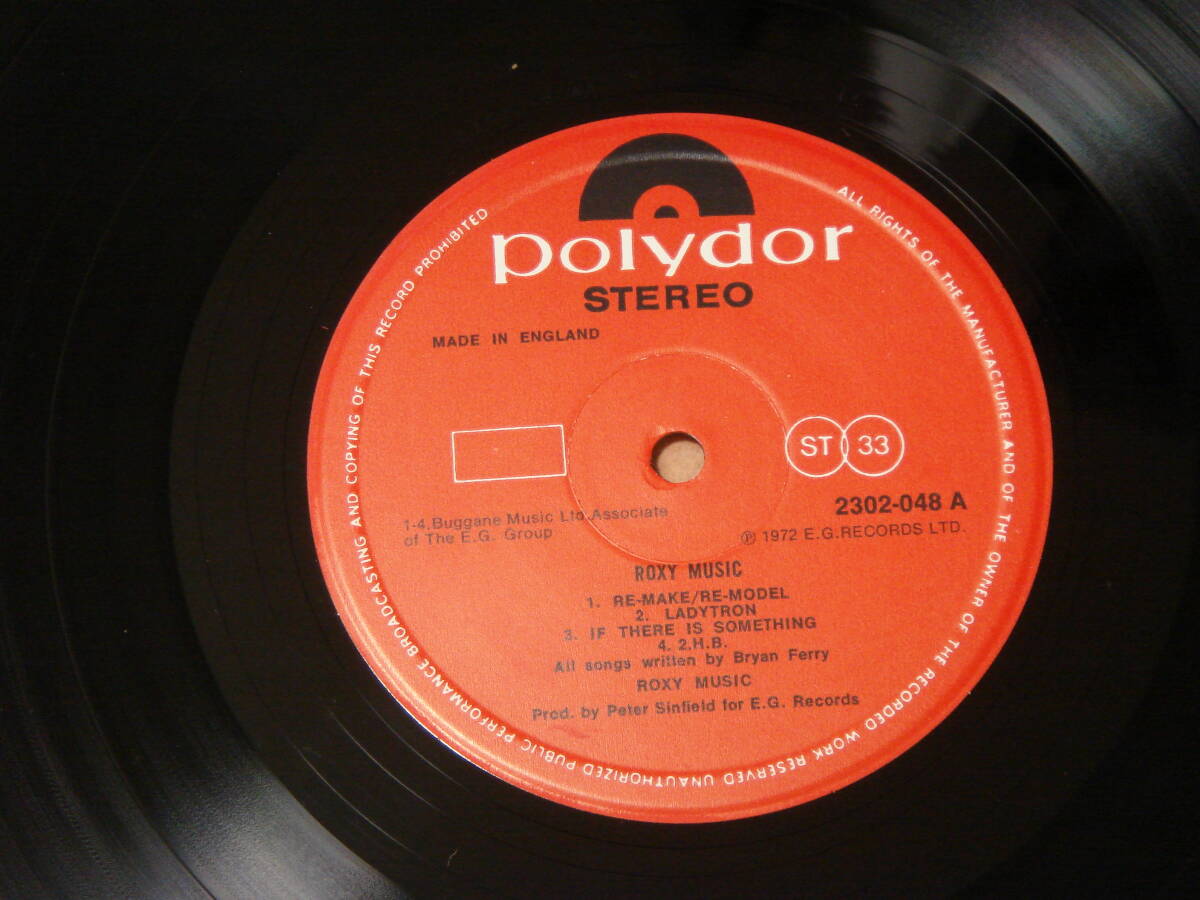 polydor
STEREO
MADE IN ENGLAND
ST 33
2302-048 A
1-4. Buggane Music Ltd. Associate
of The E.G. Group
℗ 1972 E.G. RECORDS LTD.
ROXY MUSIC
1. RE-MAKE/RE-MODEL
2. LADYTRON
3. IF THERE IS SOMETHING
4. 2.H.B.
All songs written by Bryan Ferry
ROXY MUSIC
Prod. by Peter Sinfield for E.G. Records
ALL RIGHTS OF THE MANUFACTURER AND OF THE OWNER OF THE RECORDED WORK RESERVED UNAUTHORIZED PUBLIC PERFORMANCE BROADCASTING AND COPYING OF THIS RECORD PROHIBITED